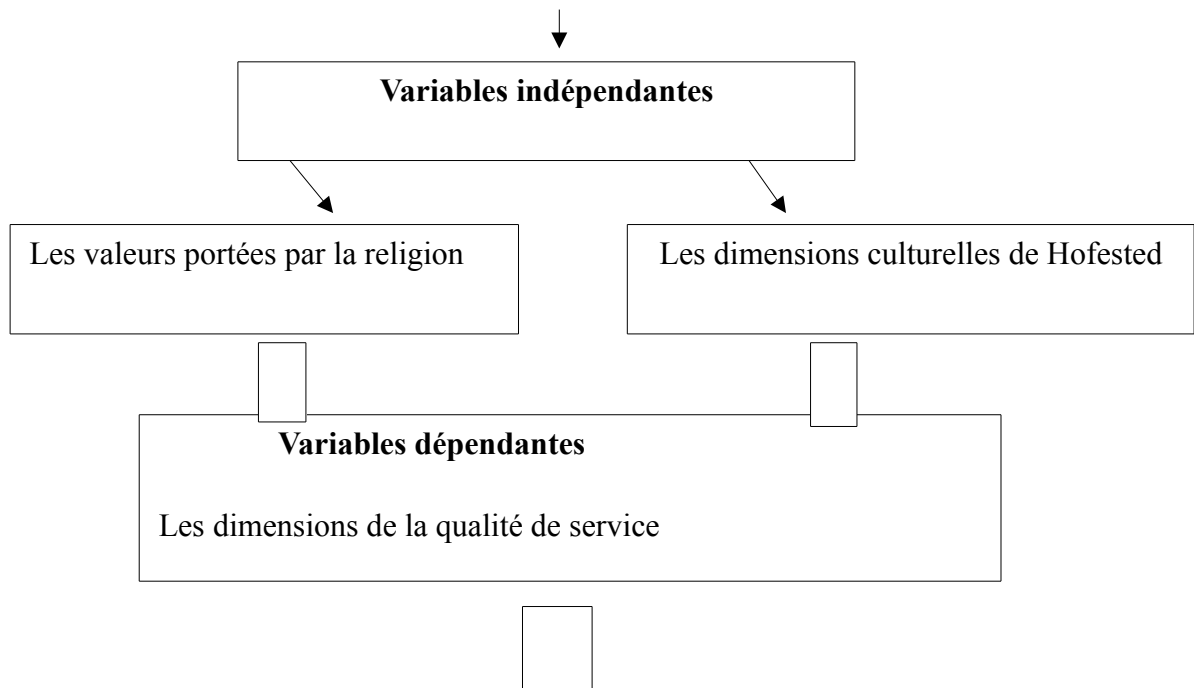 Variables indépendantes
Les valeurs portées par la religion
Les dimensions culturelles de Hofested
Variables dépendantes
Les dimensions de la qualité de service